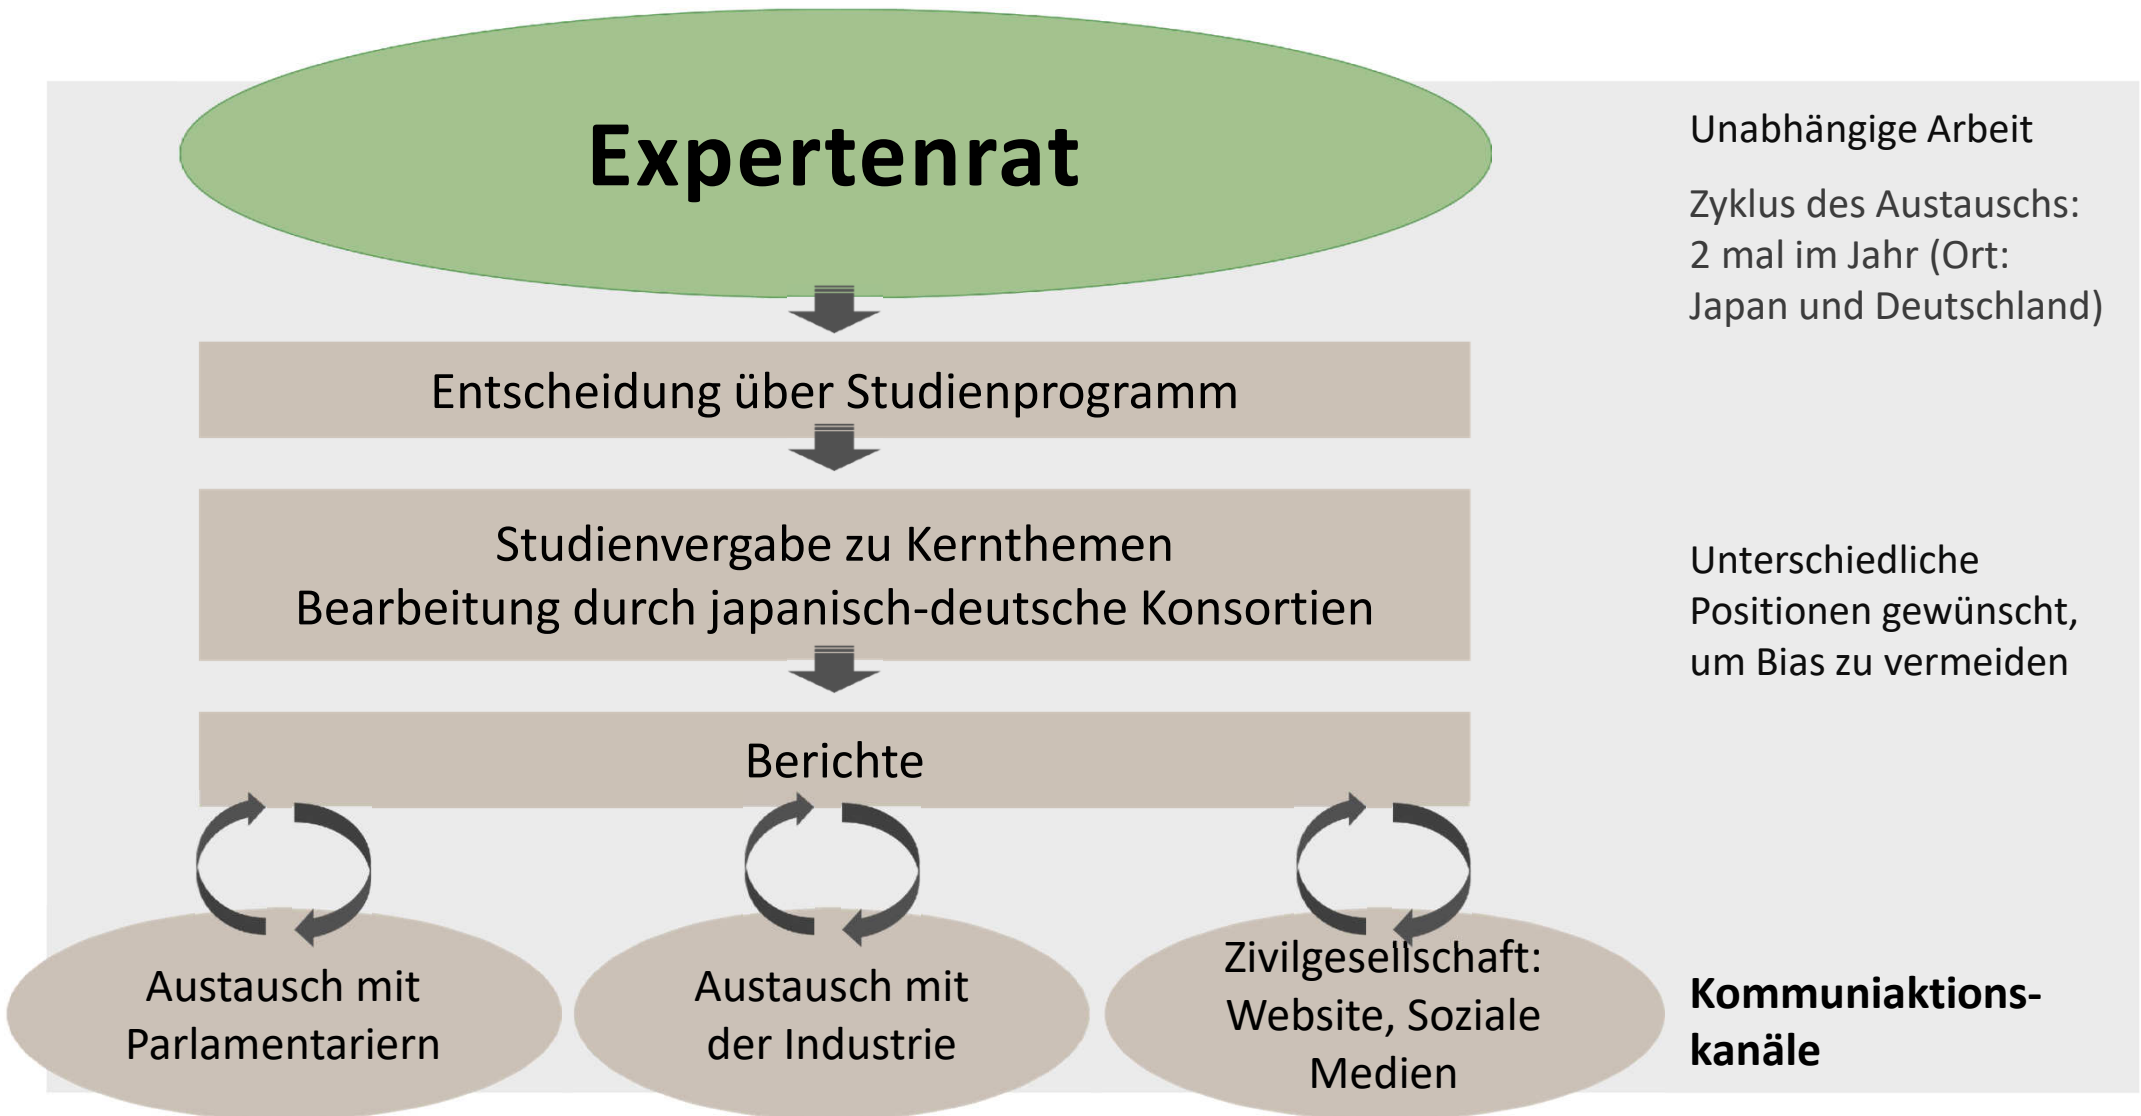 Expertenrat
Unabhängige Arbeit
Zyklus des Austauschs:
2 mal im Jahr (Ort:
Japan und Deutschland)
Entscheidung über Studienprogramm
Studienvergabe zu Kernthemen
Bearbeitung durch japanisch-deutsche Konsortien
Unterschiedliche
Positionen gewünscht,
um Bias zu vermeiden
Berichte
Austausch mit
Parlamentariern
Austausch mit
der Industrie
Zivilgesellschaft:
Website, Soziale
Medien
Kommuniaktions-
kanäle